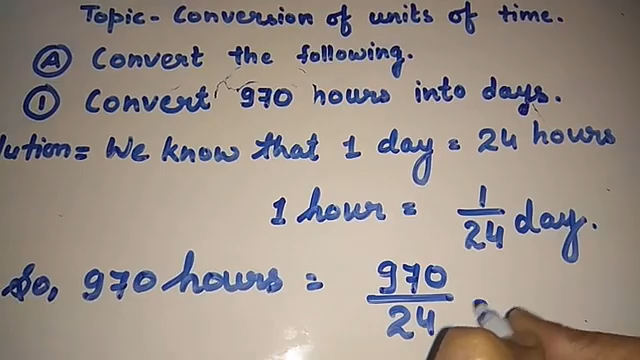 Topic- Conversion of units of time.
A Convert the following.
1 Convert 970 hours into days.
lution= We know that 1 day = 24 hours
1 hour = 1/24 day.
So, 970 hours = 970/24